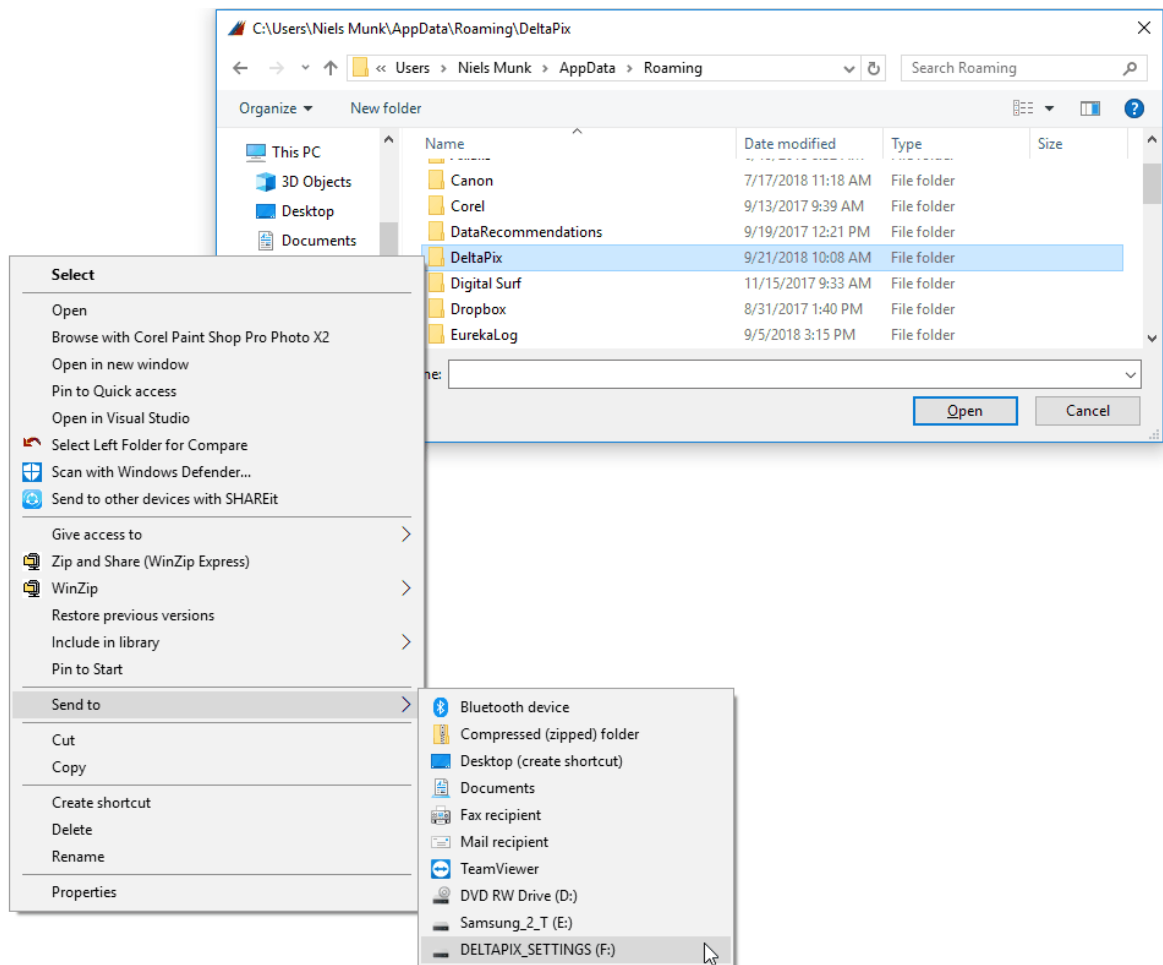 C:\Users\Niels Munk\AppData\Roaming\DeltaPix
« Users > Niels Munk > AppData > Roaming
Search Roaming
Organize
New folder
This PC
3D Objects
Desktop
Documents
Name Date modified Type Size
Canon 7/17/2018 11:18 AM File folder
Corel 9/13/2017 9:39 AM File folder
DataRecommendations 9/19/2017 12:21 PM File folder
DeltaPix 9/21/2018 10:08 AM File folder
Digital Surf 11/15/2017 9:33 AM File folder
Dropbox 8/31/2017 1:40 PM File folder
EurekaLog 9/5/2018 3:15 PM File folder
ne:
Open
Cancel
Select
Open
Browse with Corel Paint Shop Pro Photo X2
Open in new window
Pin to Quick access
Open in Visual Studio
Select Left Folder for Compare
Scan with Windows Defender...
Send to other devices with SHAREit
Give access to
Zip and Share (WinZip Express)
WinZip
Restore previous versions
Include in library
Pin to Start
Send to
Cut
Copy
Create shortcut
Delete
Rename
Properties
Bluetooth device
Compressed (zipped) folder
Desktop (create shortcut)
Documents
Fax recipient
Mail recipient
TeamViewer
DVD RW Drive (D:)
Samsung_2_T (E:)
DELTAPIX_SETTINGS (F:)